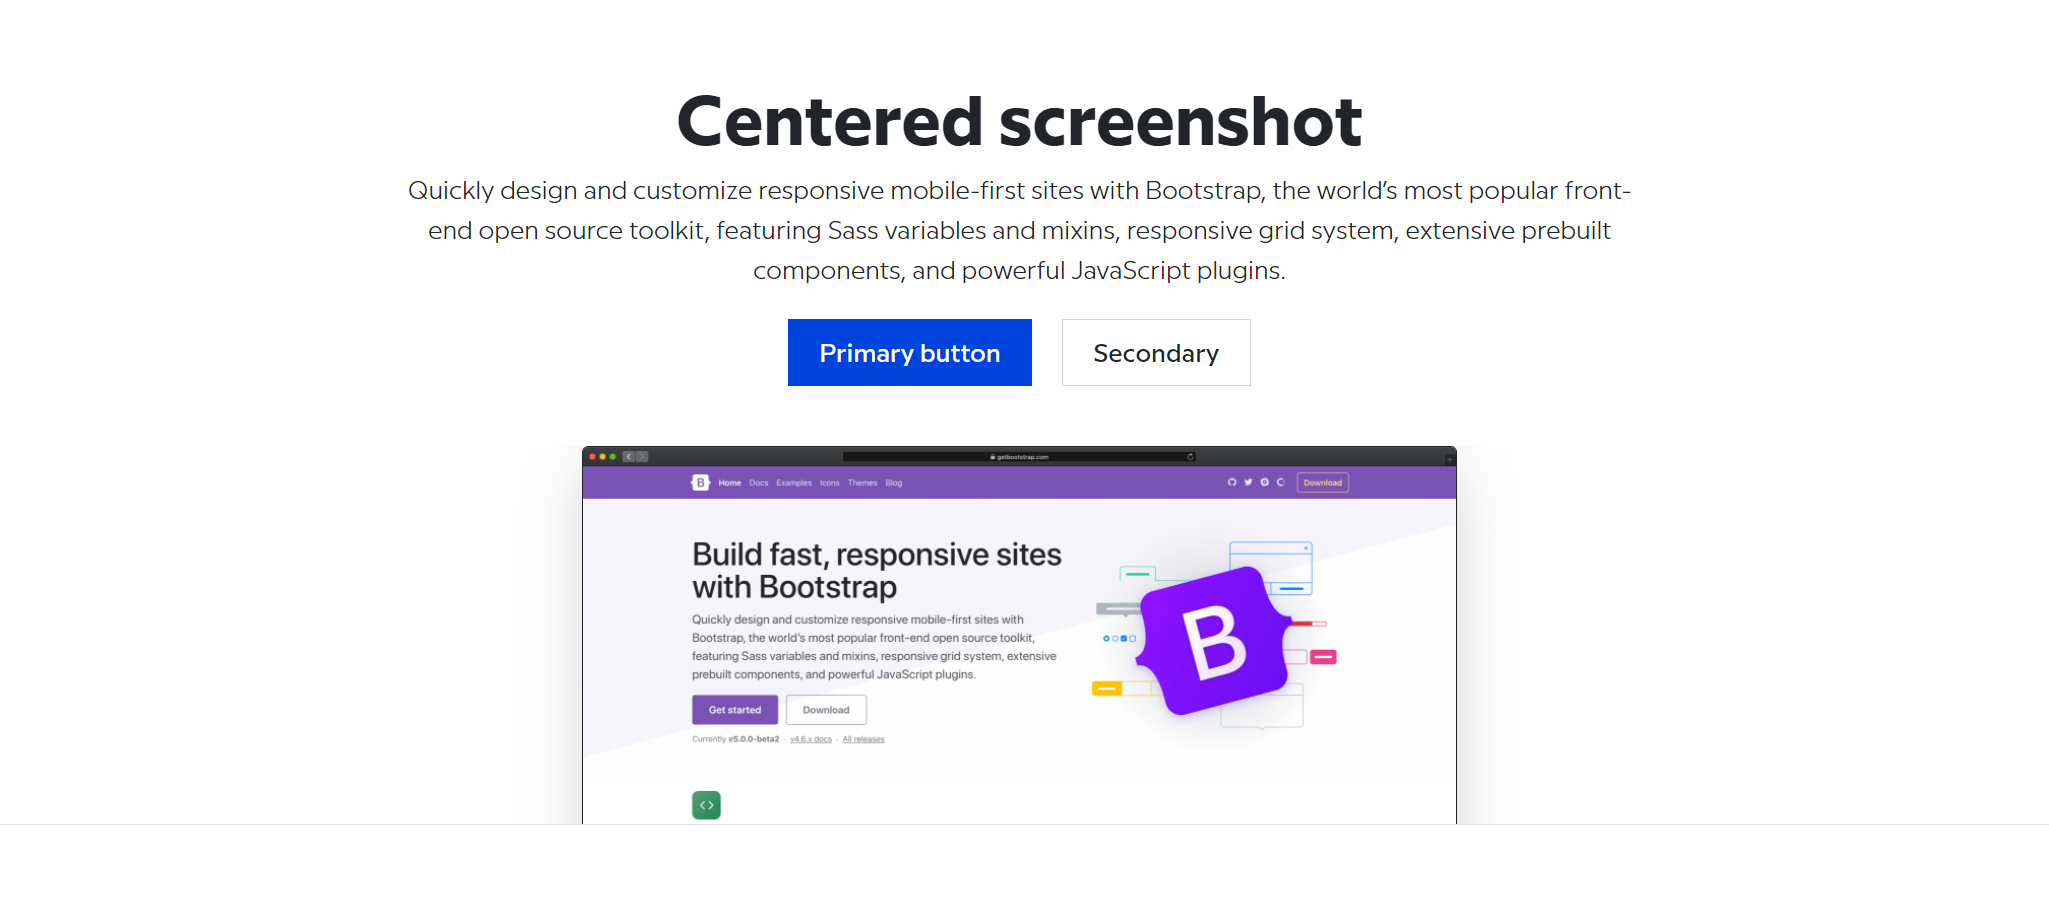 Centered screenshot
Quickly design and customize responsive mobile-first sites with Bootstrap, the world’s most popular front-
end open source toolkit, featuring Sass variables and mixins, responsive grid system, extensive prebuilt
components, and powerful JavaScript plugins.
Primary button Secondary
getbootstrap.com
B Home Docs Examples Icons Themes Blog Download
Build fast, responsive sites
with Bootstrap
Quickly design and customize responsive mobile-first sites with
Bootstrap, the world’s most popular front-end open source toolkit,
featuring Sass variables and mixins, responsive grid system, extensive
prebuilt components, and powerful JavaScript plugins.
Get started Download
Currently v5.0.0-beta2 · v4.6.x docs · All releases
B